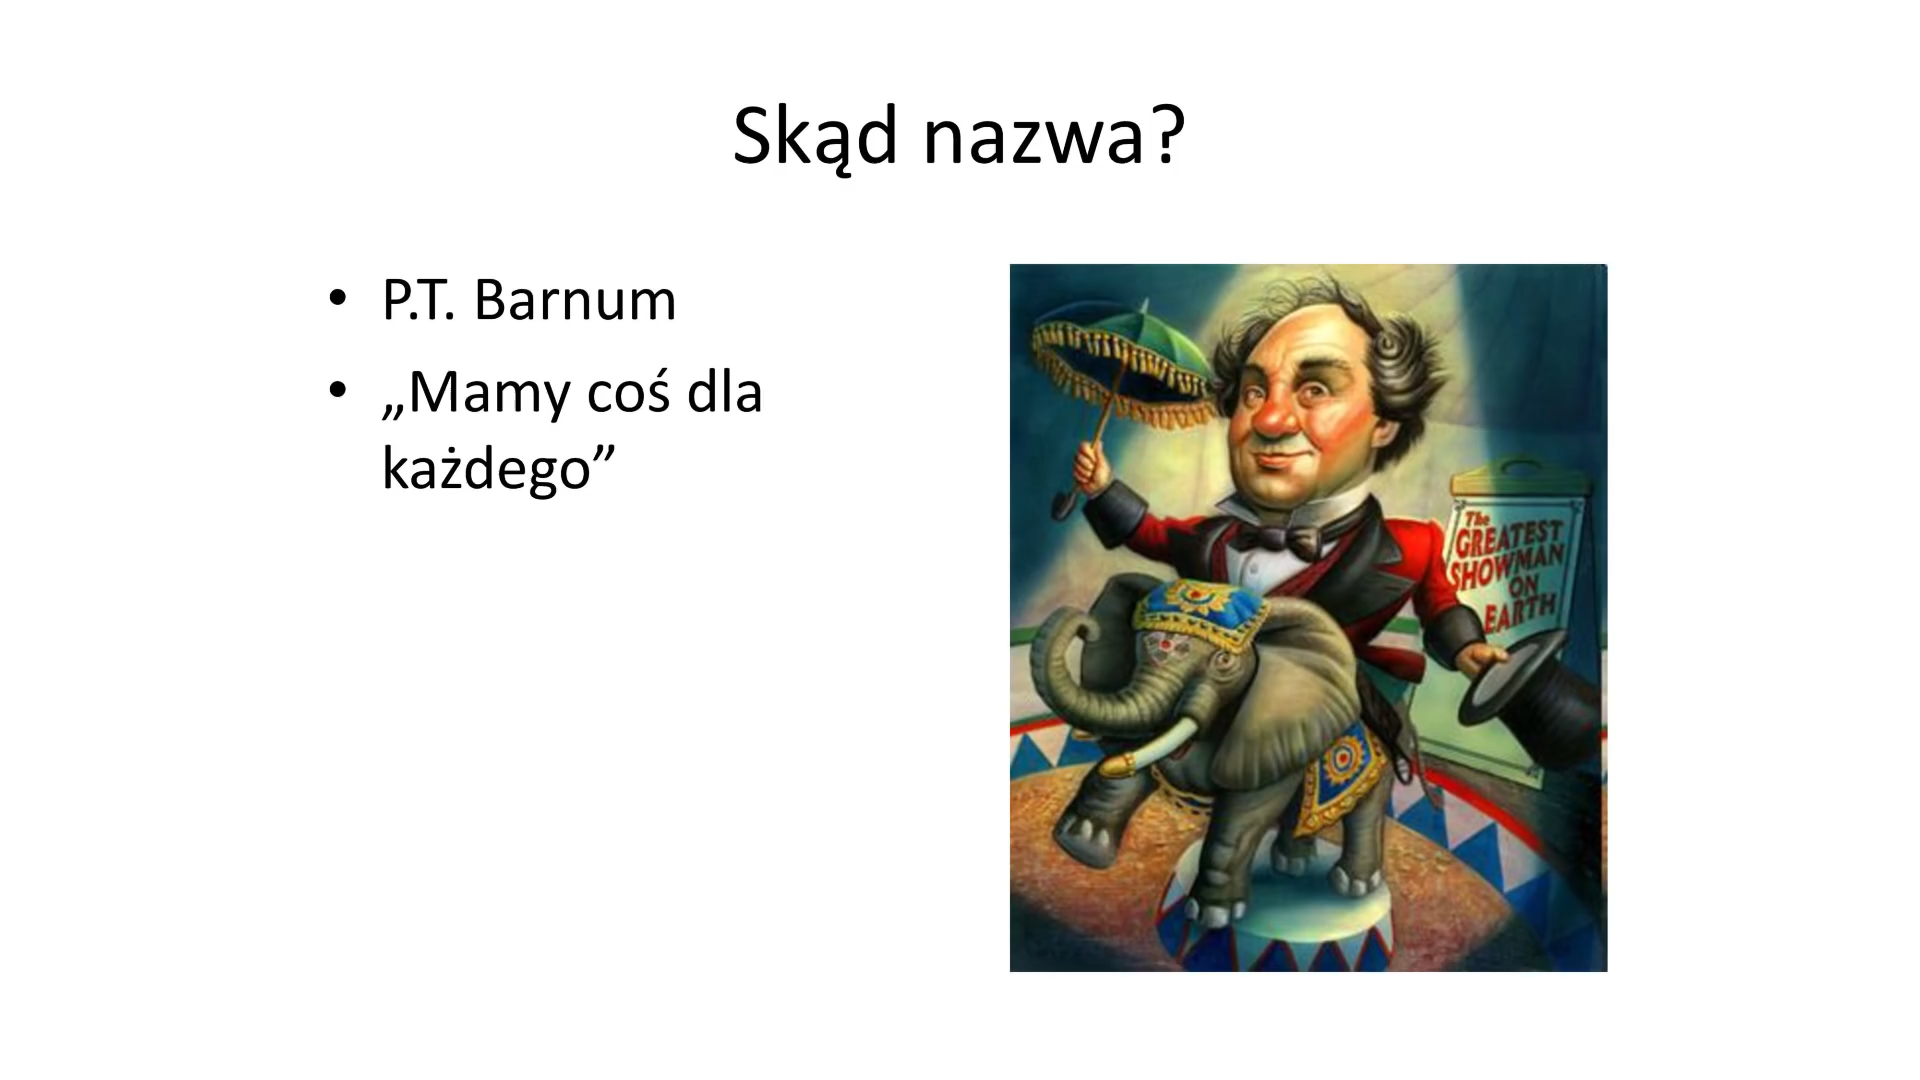 Skąd nazwa?
• P.T. Barnum
• „Mamy coś dla
każdego”
The
GREATEST
SHOWMAN
ON
EARTH